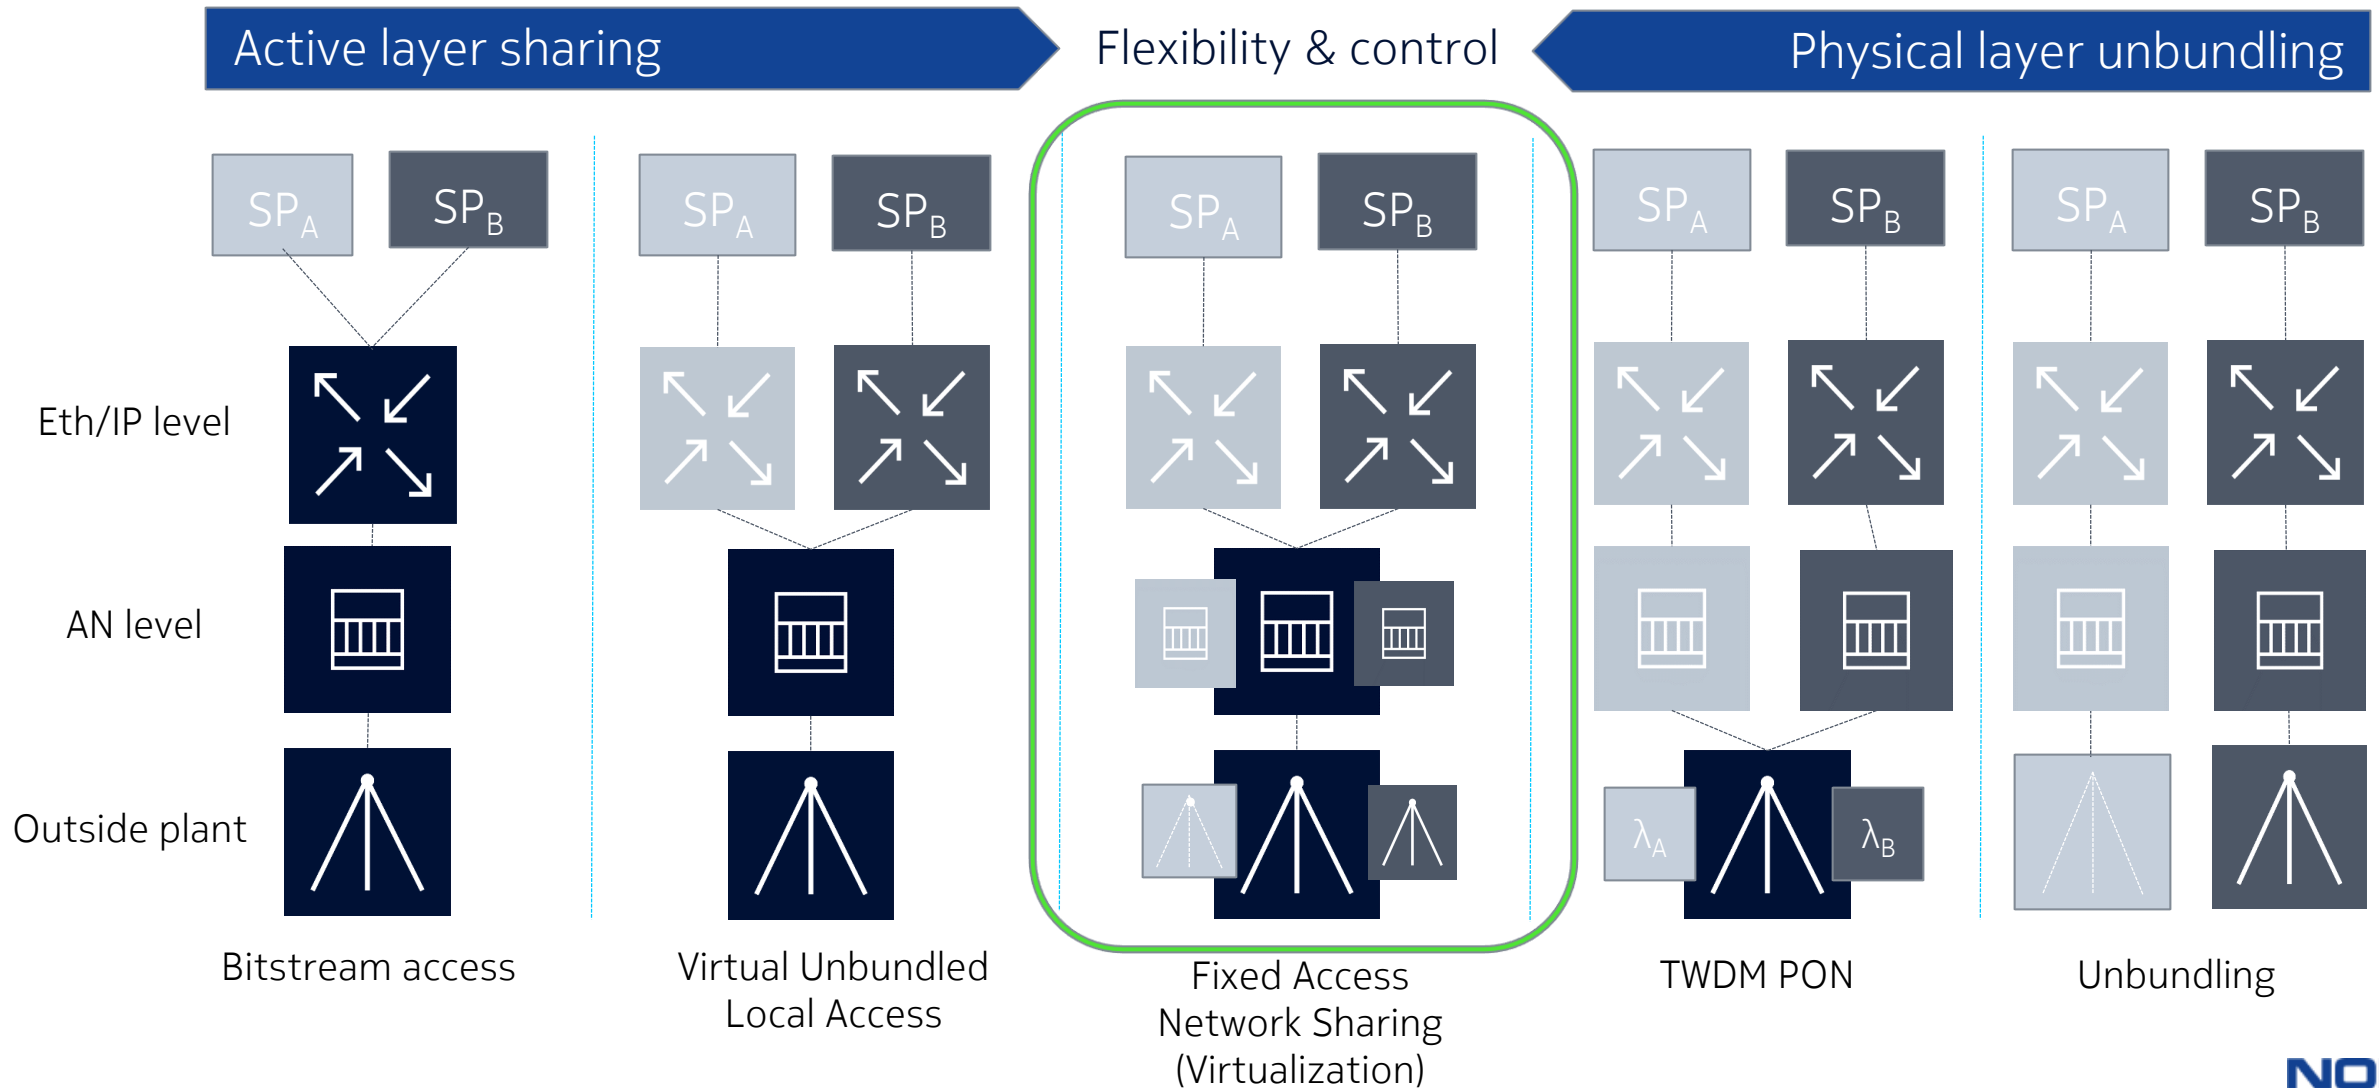 Active layer sharing
Flexibility & control
Physical layer unbundling
SPA
SPB
SPA
SPB
SPA
SPB
SPA
SPB
SPA
SPB
Eth/IP level
AN level
Outside plant
λA
λB
Bitstream access
Virtual Unbundled
Local Access
Fixed Access
Network Sharing
(Virtualization)
TWDM PON
Unbundling
NO